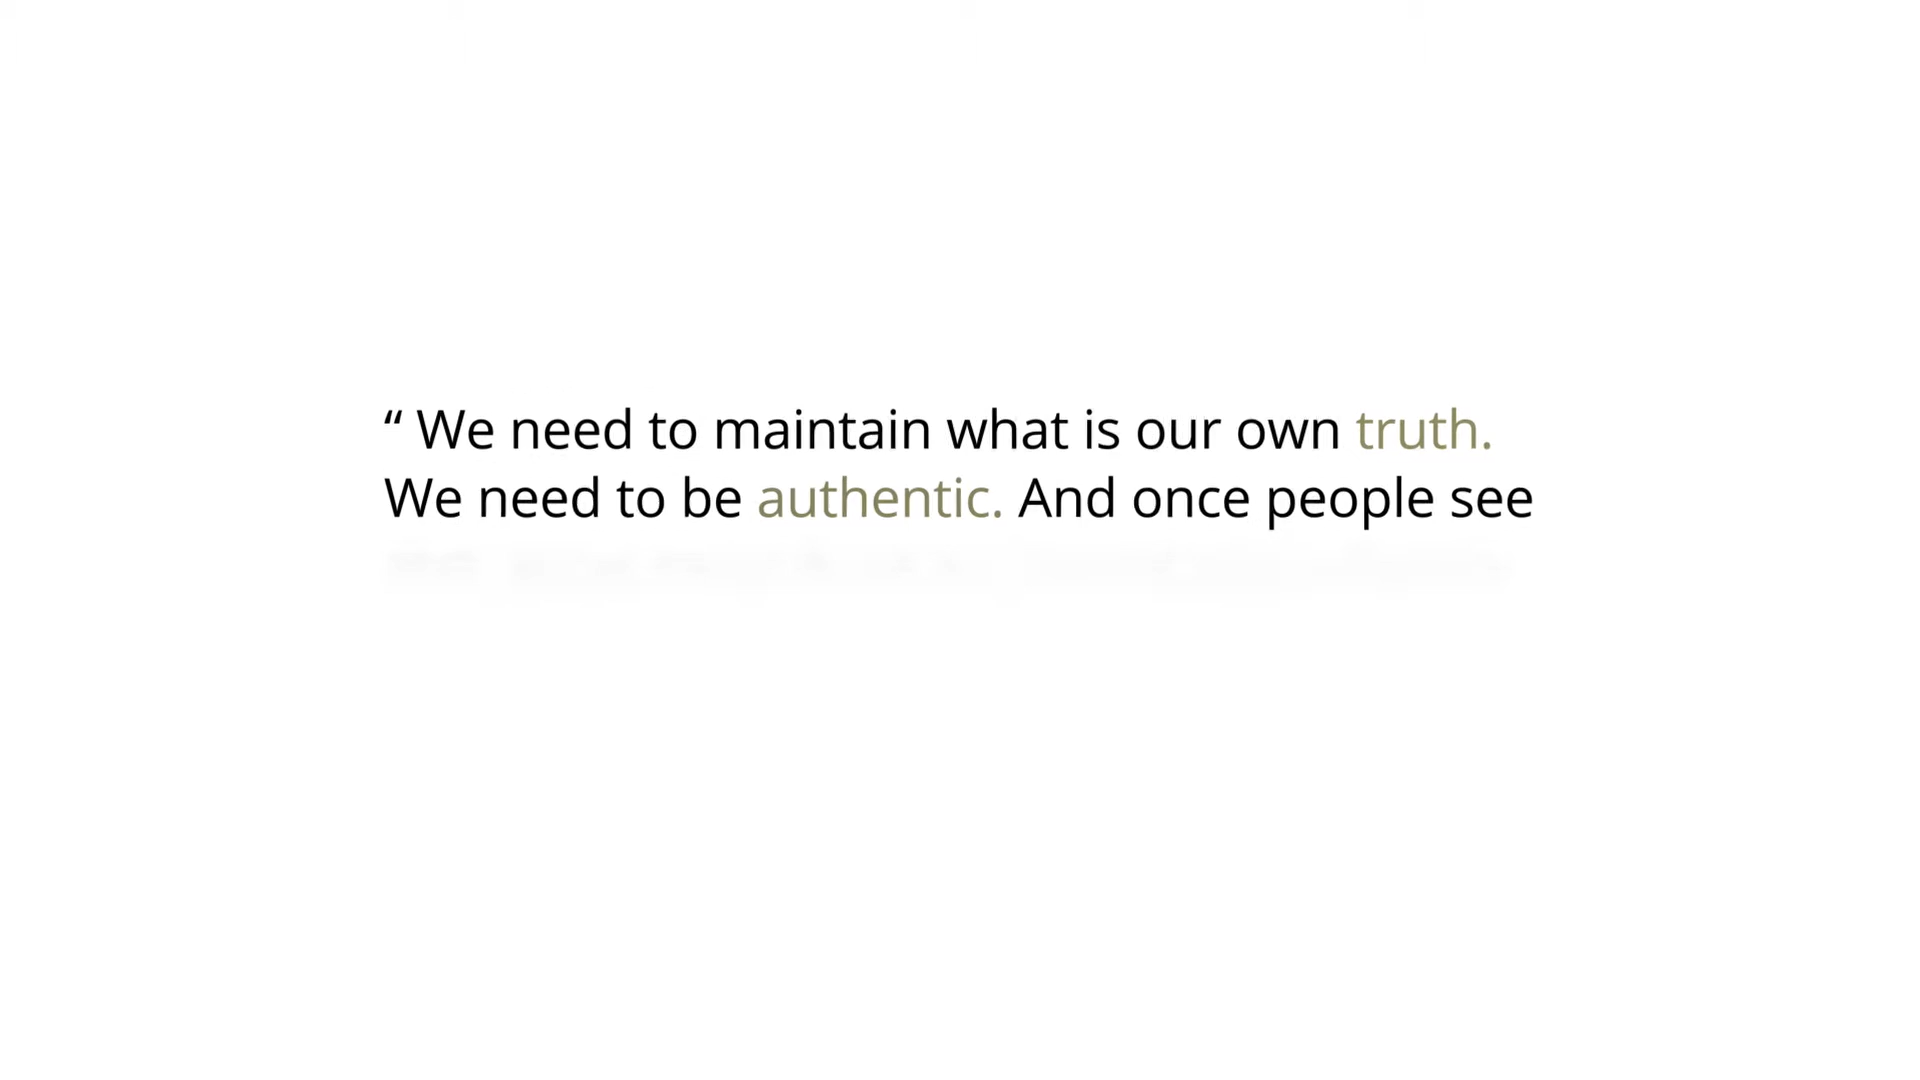 “ We need to maintain what is our own truth.
We need to be authentic. And once people see